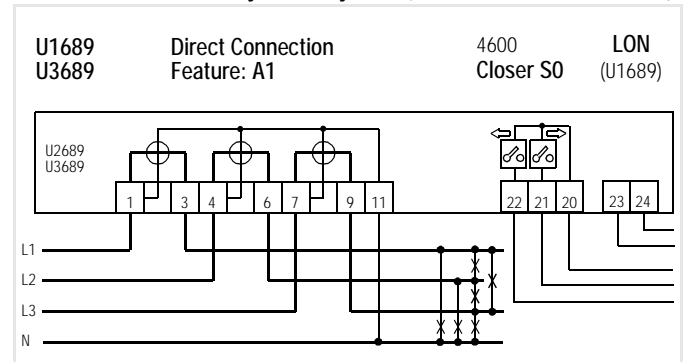 U1689 Direct Connection 4600 LON
U3689 Feature: A1 Closer S0 (U1689)
U2689
U3689
1 3 4 6 7 9 11 22 21 20 23 24
L1
L2
L3
N